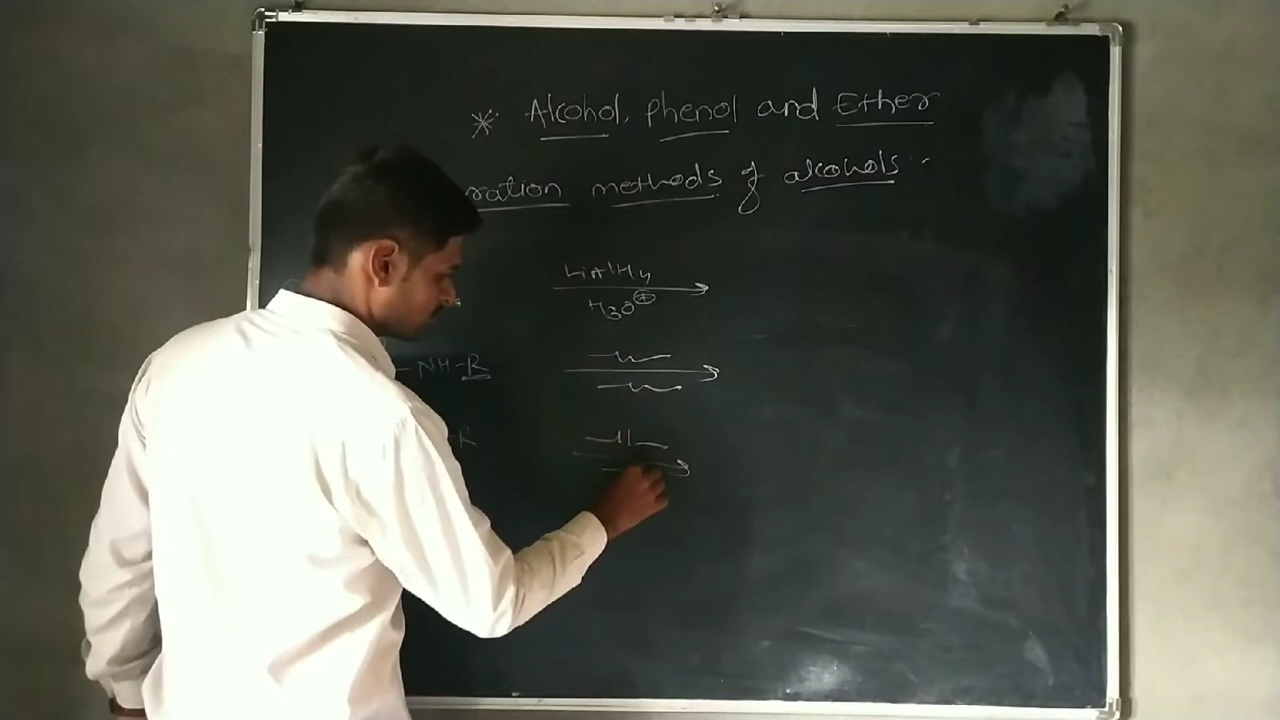 * Alcohol, phenol and Ether
ration methods of alcohols :-
LiAlH4
H3O⊕
- NH - R
—〃—
—〃—
R
—〃—